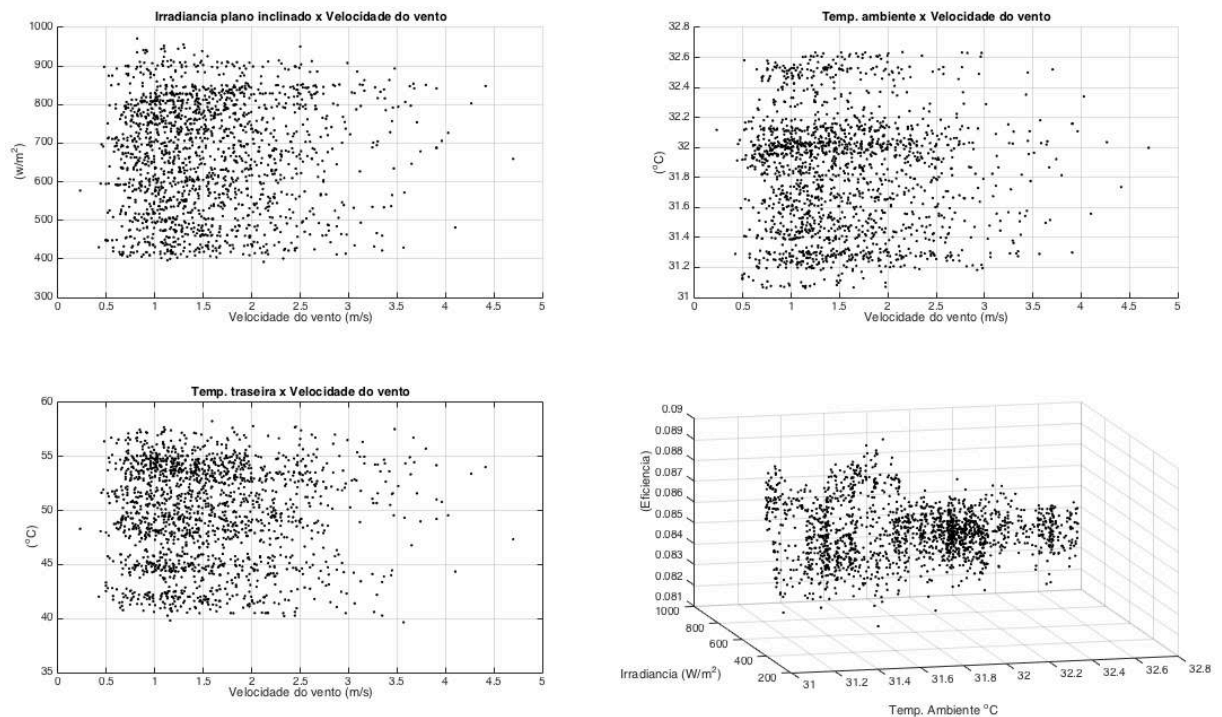 Irradiancia plano inclinado x Velocidade do vento
1000
900
800
700
600
500
400
300
(w/m²)
0 0.5 1 1.5 2 2.5 3 3.5 4 4.5 5
Velocidade do vento (m/s)
Temp. ambiente x Velocidade do vento
32.8
32.6
32.4
32.2
32
31.8
31.6
31.4
31.2
31
(°C)
0 0.5 1 1.5 2 2.5 3 3.5 4 4.5 5
Velocidade do vento (m/s)
Temp. traseira x Velocidade do vento
60
55
50
45
40
35
(°C)
0 0.5 1 1.5 2 2.5 3 3.5 4 4.5 5
Velocidade do vento (m/s)
0.09
0.089
0.088
0.087
0.086
0.085
0.084
0.083
0.082
0.081
(Eficiencia)
1000
800
600
400
200
Irradiancia (W/m²)
31 31.2 31.4 31.6 31.8 32 32.2 32.4 32.6 32.8
Temp. Ambiente °C